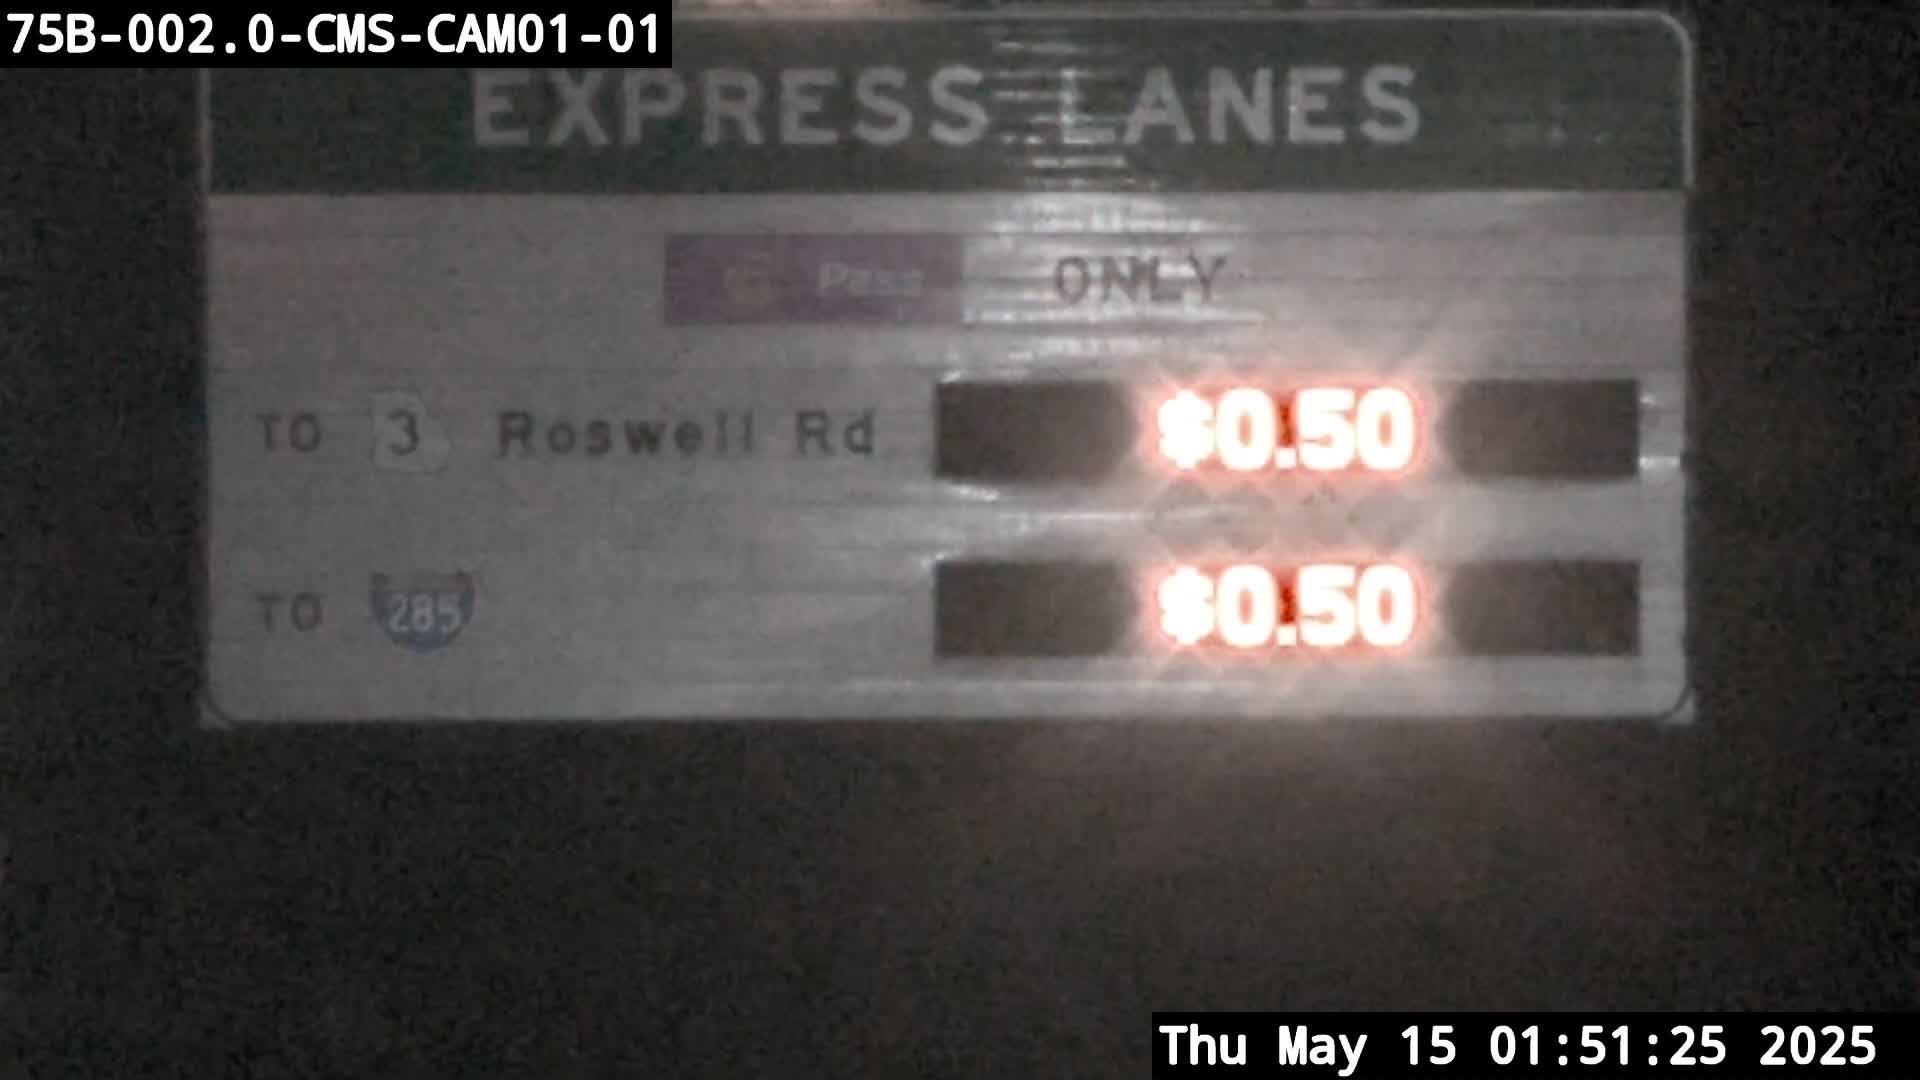 75B-002.0-CMS-CAM01-01
EXPRESS LANES
Pass ONLY
TO 3 Roswell Rd $0.50
TO 285 $0.50
Thu May 15 01:51:25 2025